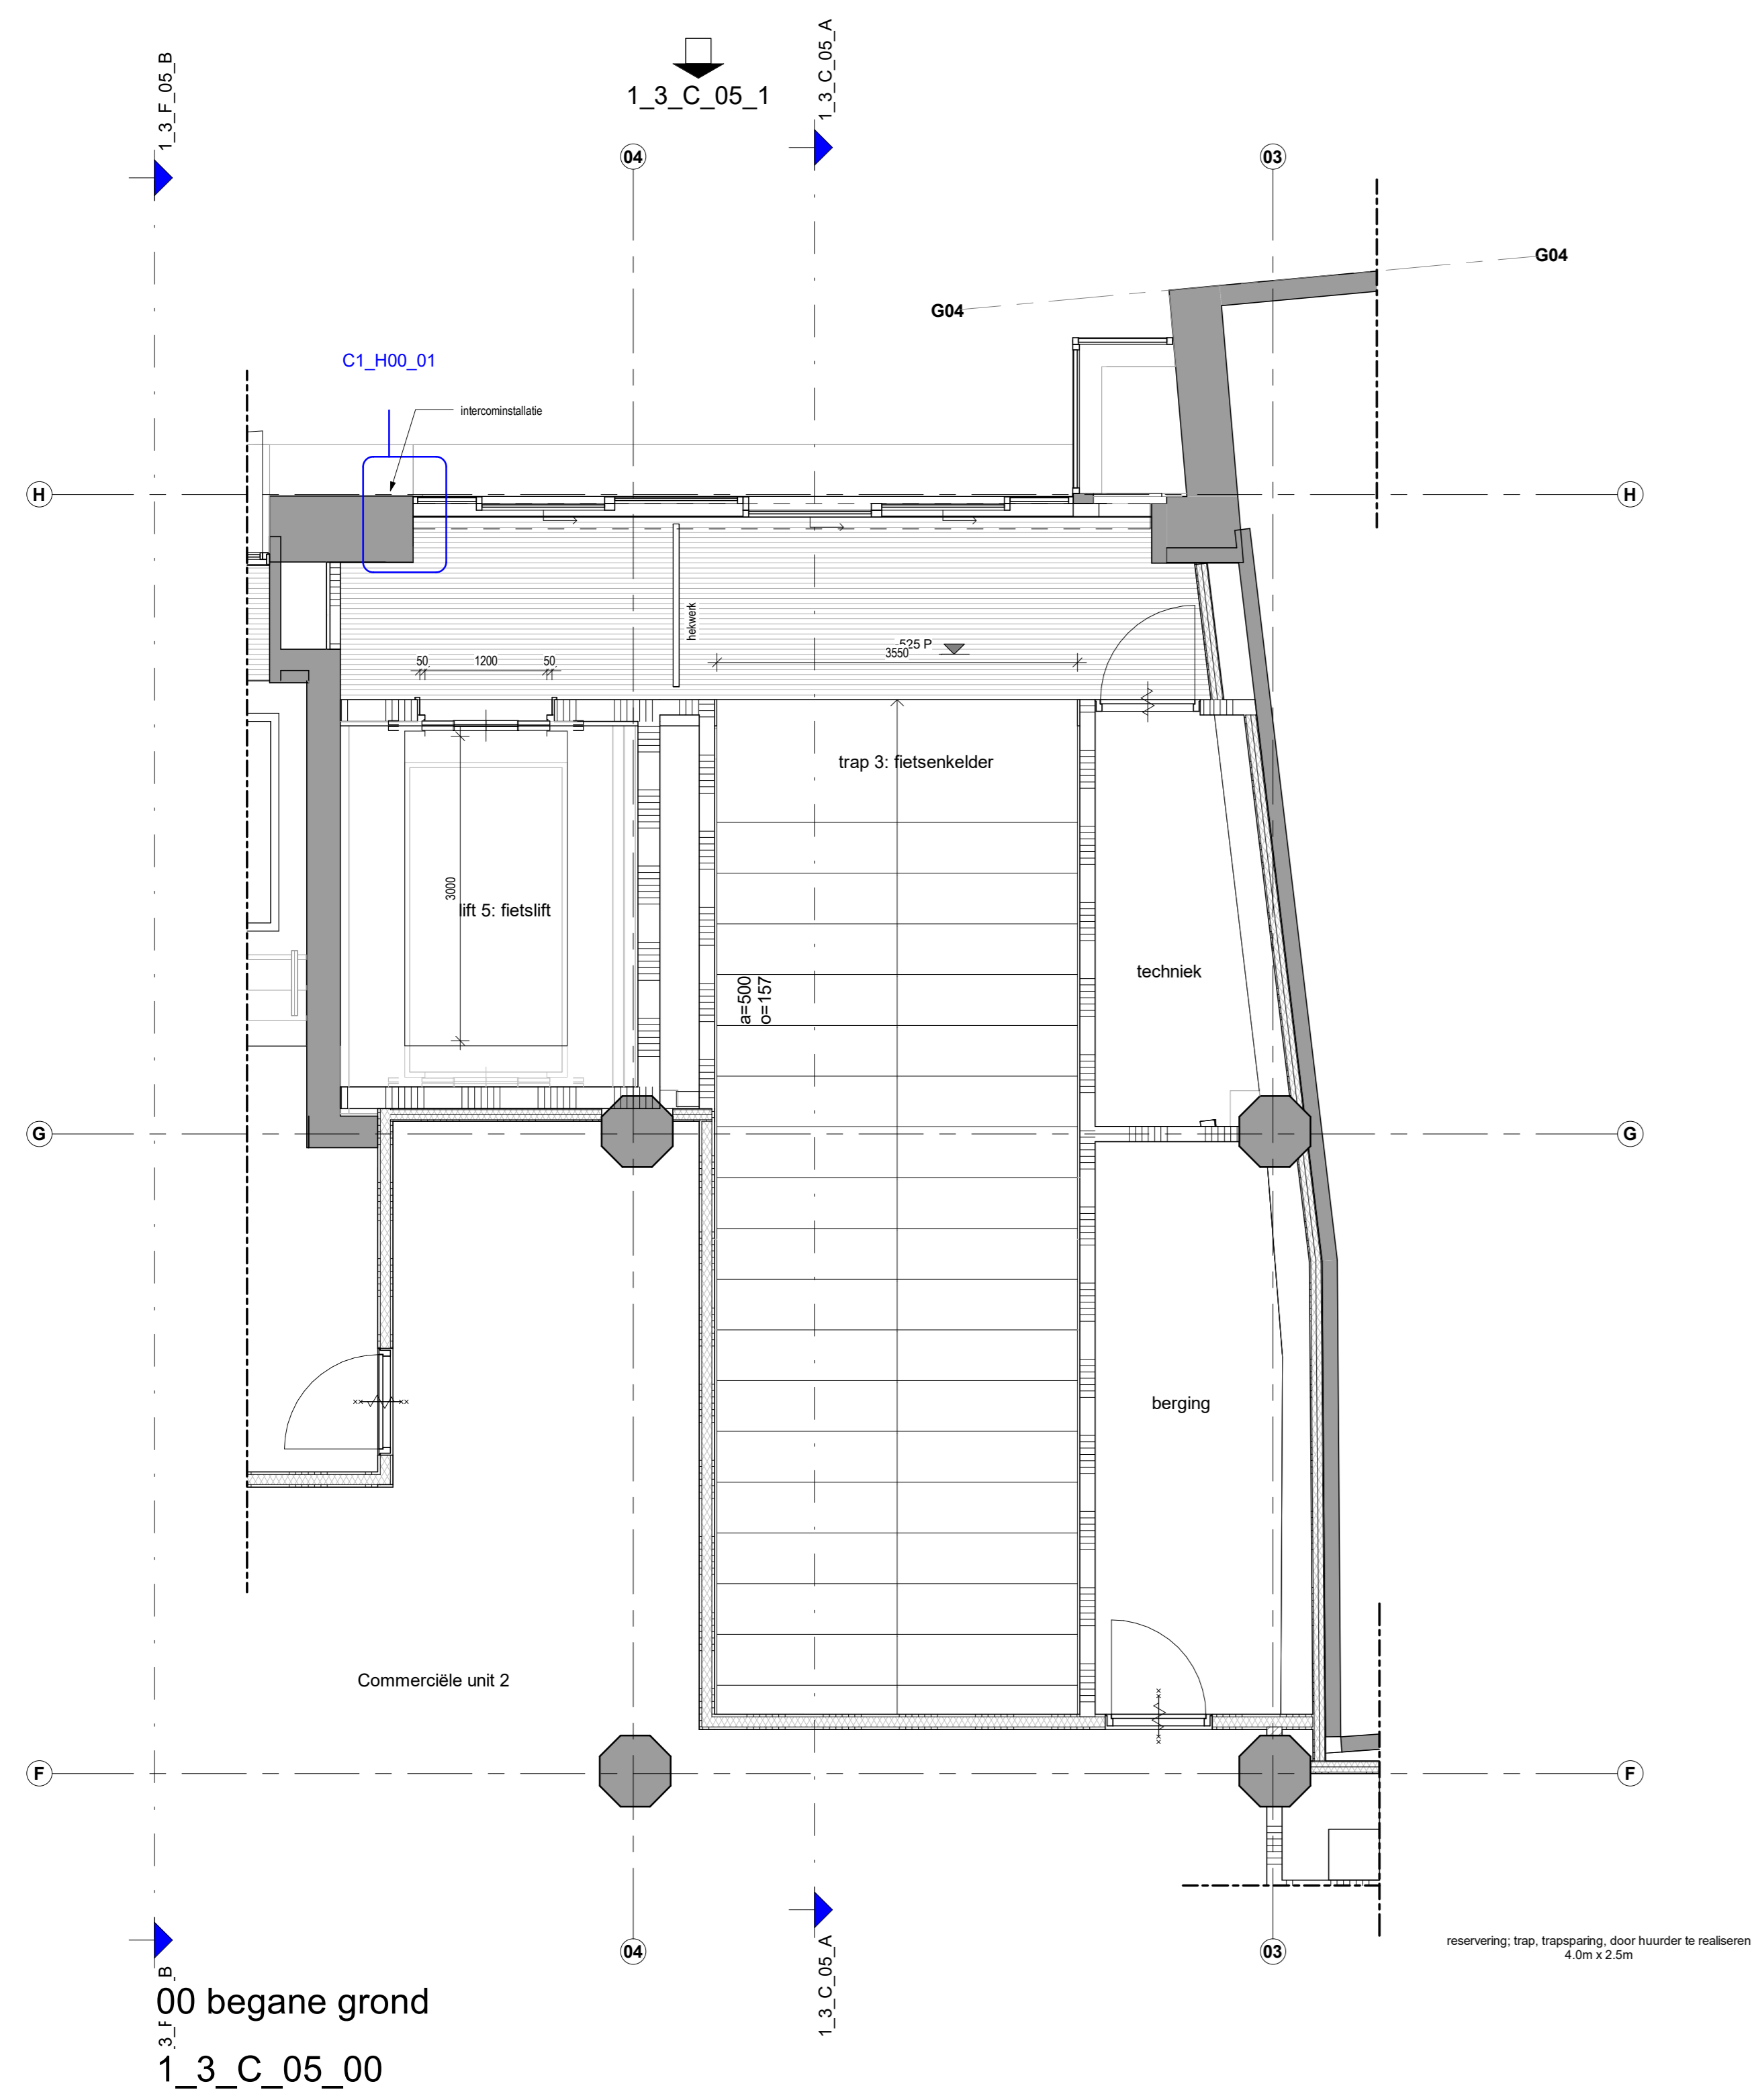 1_3_F_05_B
1_3_C_05_1
1_3_C_05_A
04
03
G04
G04
C1_H00_01
intercominstallatie
H
H
hekwerk
525 P
3550
50
1200
50
trap 3: fietsenkelder
3000
lift 5: fietslift
a=500
o=157
techniek
G
G
berging
Commerciële unit 2
F
F
04
03
1_3_C_05_A
reservering; trap, trapsparing, door huurder te realiseren
4.0m x 2.5m
_3_F
B
00 begane grond
1_3_C_05_00